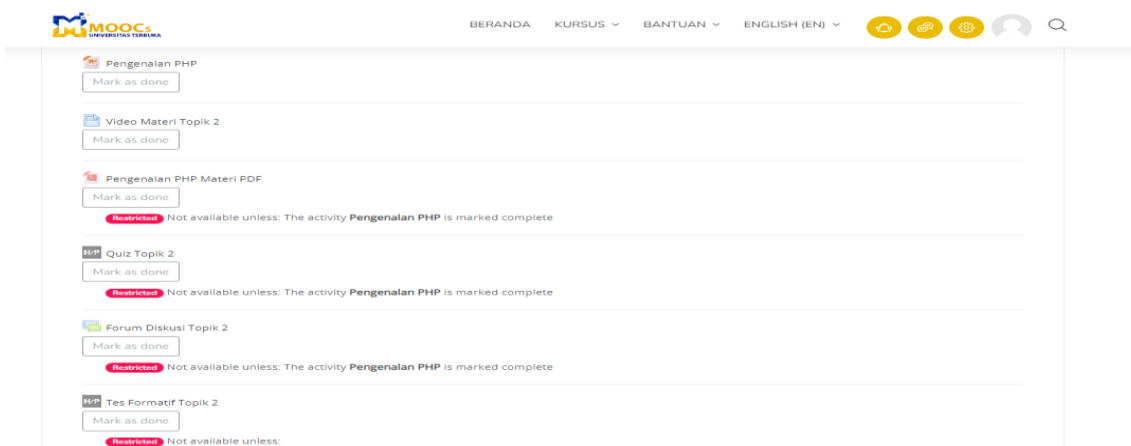 MOOCs
UNIVERSITAS TERBUKA
BERANDA KURSUS BANTUAN ENGLISH (EN)
Pengenalan PHP
Mark as done
Video Materi Topik 2
Mark as done
Pengenalan PHP Materi PDF
Mark as done
Restricted Not available unless: The activity Pengenalan PHP is marked complete
H-P Quiz Topik 2
Mark as done
Restricted Not available unless: The activity Pengenalan PHP is marked complete
Forum Diskusi Topik 2
Mark as done
Restricted Not available unless: The activity Pengenalan PHP is marked complete
H-P Tes Formatif Topik 2
Mark as done
Restricted Not available unless: